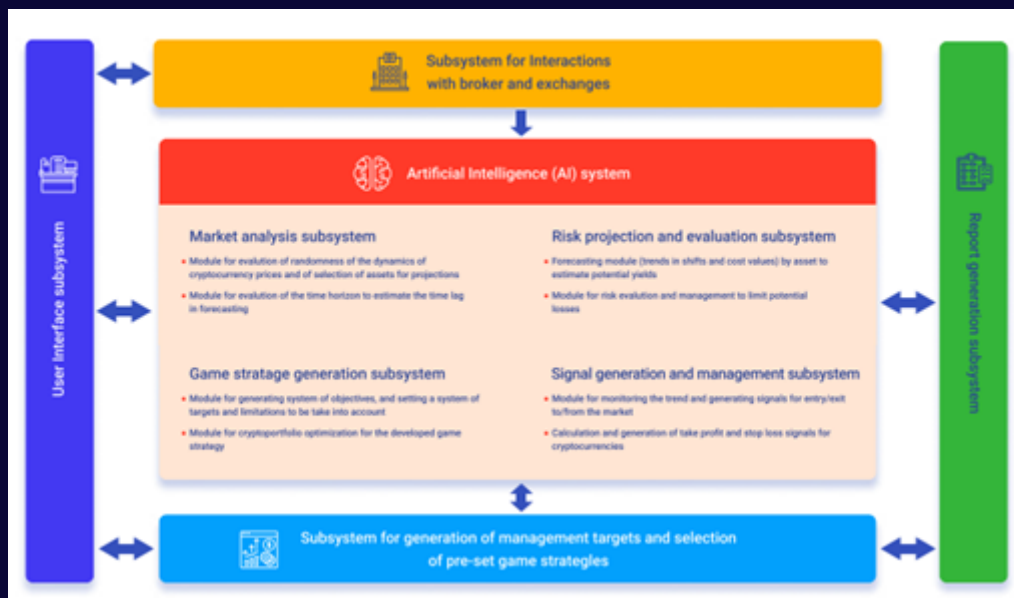 Subsystem for Interactions
with broker and exchanges
User Interface subsystem
Artificial Intelligence (AI) system
Market analysis subsystem
Module for evalution of randomness of the dynamics of
cryptocurrency prices and of selection of assets for projections
Module for evalution of the time horizon to estimate the time lag
in forecasting
Risk projection and evaluation subsystem
Forecasting module (trends in shifts and cost values) by asset to
estimate potential yields
Module for risk evalution and management to limit potential
losses
Game stratage generation subsystem
Module for generating system of objectives, and setting a system of
targets and limitations to be take into account
Module for cryptoportfolio optimization for the developed game
strategy
Signal generation and management subsystem
Module for monitoring the trend and generating signals for entry/exit
to/from the market
Calculation and generation of take profit and stop loss signals for
cryptocurrencies
Report generation subsystem
Subsystem for generation of management targets and selection
of pre-set game strategles